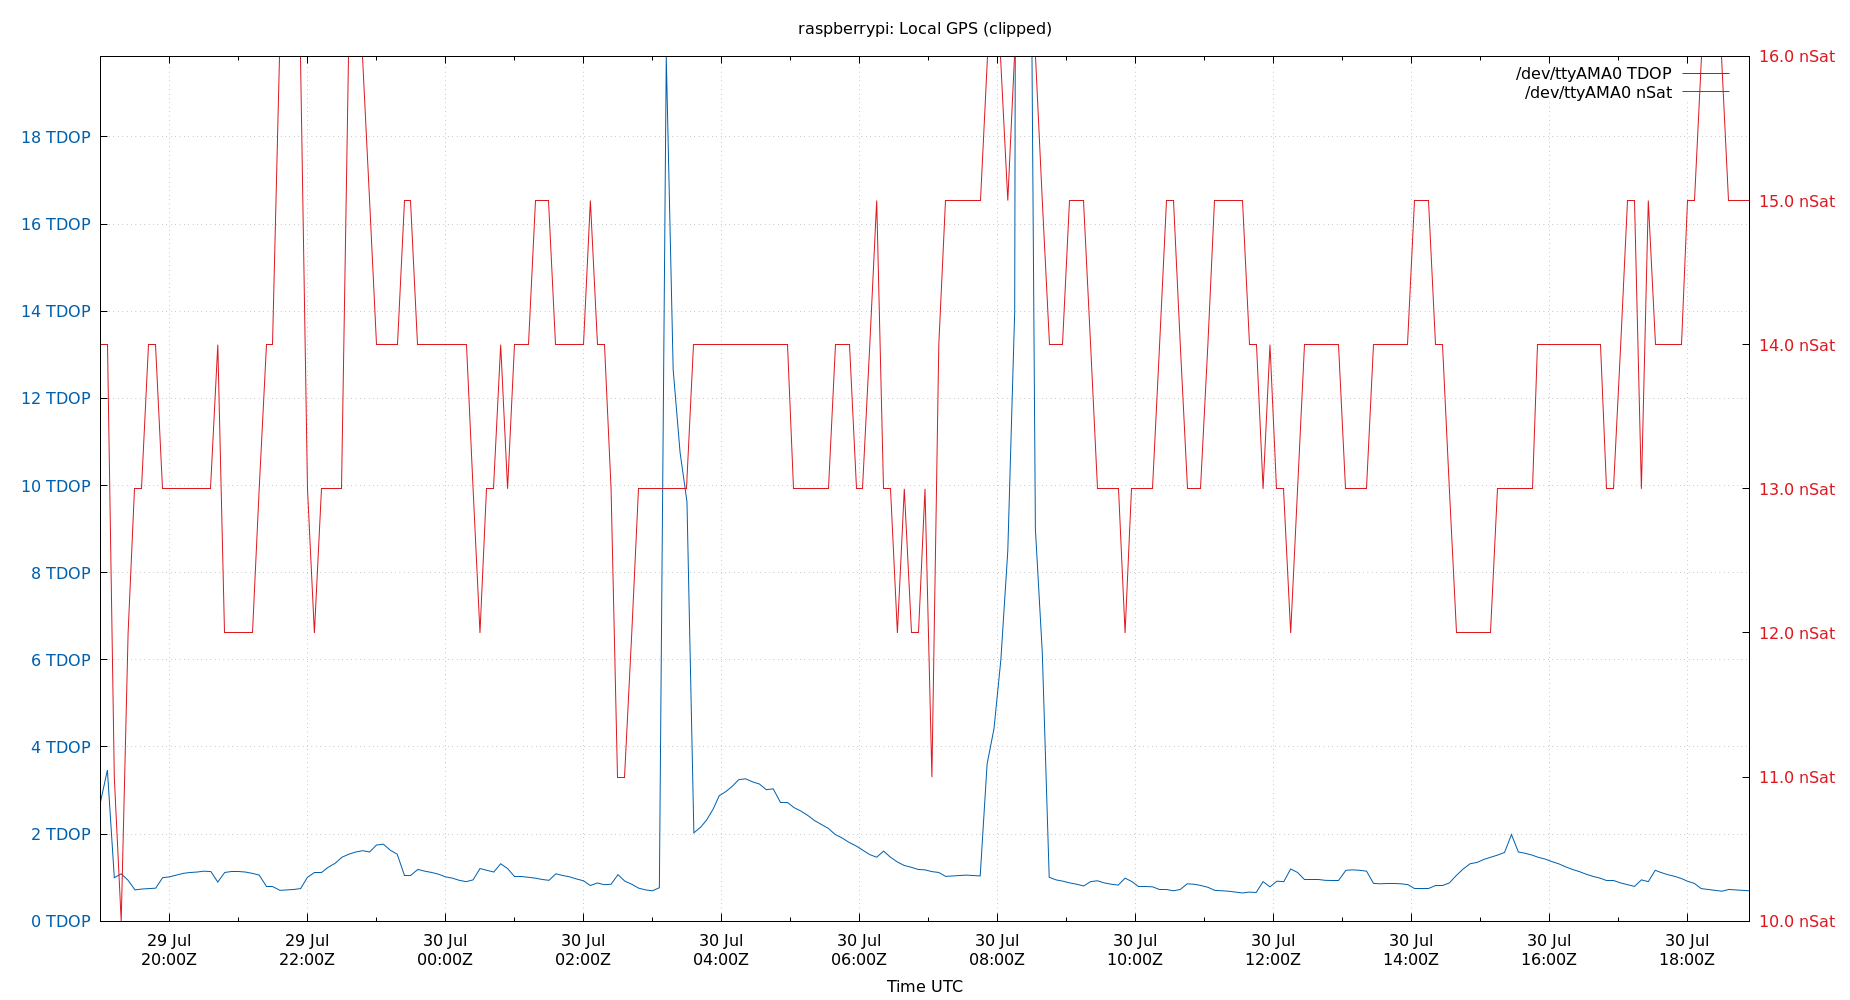 raspberrypi: Local GPS (clipped)
16.0 nSat
/dev/ttyAMA0 TDOP
/dev/ttyAMA0 nSat
18 TDOP
15.0 nSat
16 TDOP
14 TDOP
14.0 nSat
12 TDOP
10 TDOP
13.0 nSat
8 TDOP
12.0 nSat
6 TDOP
4 TDOP
11.0 nSat
2 TDOP
0 TDOP
10.0 nSat
29 Jul 29 Jul 30 Jul 30 Jul 30 Jul 30 Jul 30 Jul 30 Jul 30 Jul 30 Jul 30 Jul 30 Jul
20:00Z 22:00Z 00:00Z 02:00Z 04:00Z 06:00Z 08:00Z 10:00Z 12:00Z 14:00Z 16:00Z 18:00Z
Time UTC